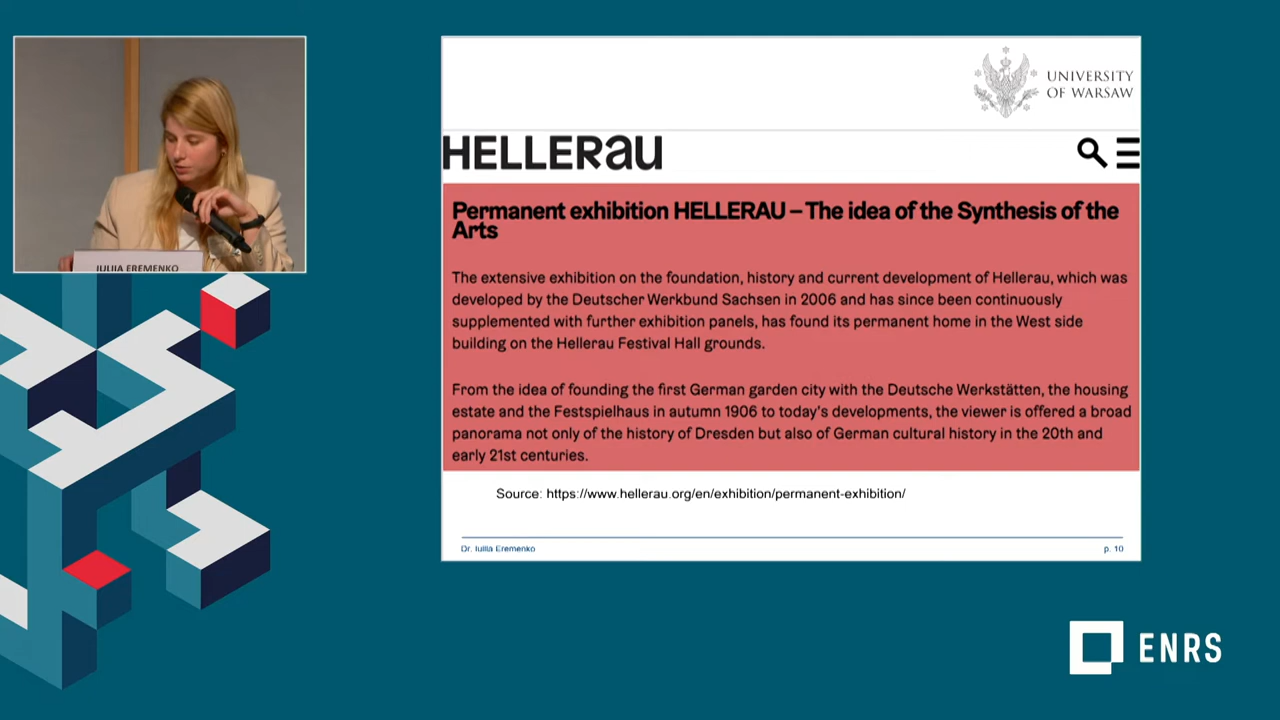 IULIIA EREMENKO
UNIVERSITY
OF WARSAW
HELLERau
Permanent exhibition HELLERAU – The idea of the Synthesis of the
Arts
The extensive exhibition on the foundation, history and current development of Hellerau, which was
developed by the Deutscher Werkbund Sachsen in 2006 and has since been continuously
supplemented with further exhibition panels, has found its permanent home in the West side
building on the Hellerau Festival Hall grounds.
From the idea of founding the first German garden city with the Deutsche Werkstätten, the housing
estate and the Festspielhaus in autumn 1906 to today's developments, the viewer is offered a broad
panorama not only of the history of Dresden but also of German cultural history in the 20th and
early 21st centuries.
Source: https://www.hellerau.org/en/exhibition/permanent-exhibition/
Dr. Iuliia Eremenko
p. 10
ENRS